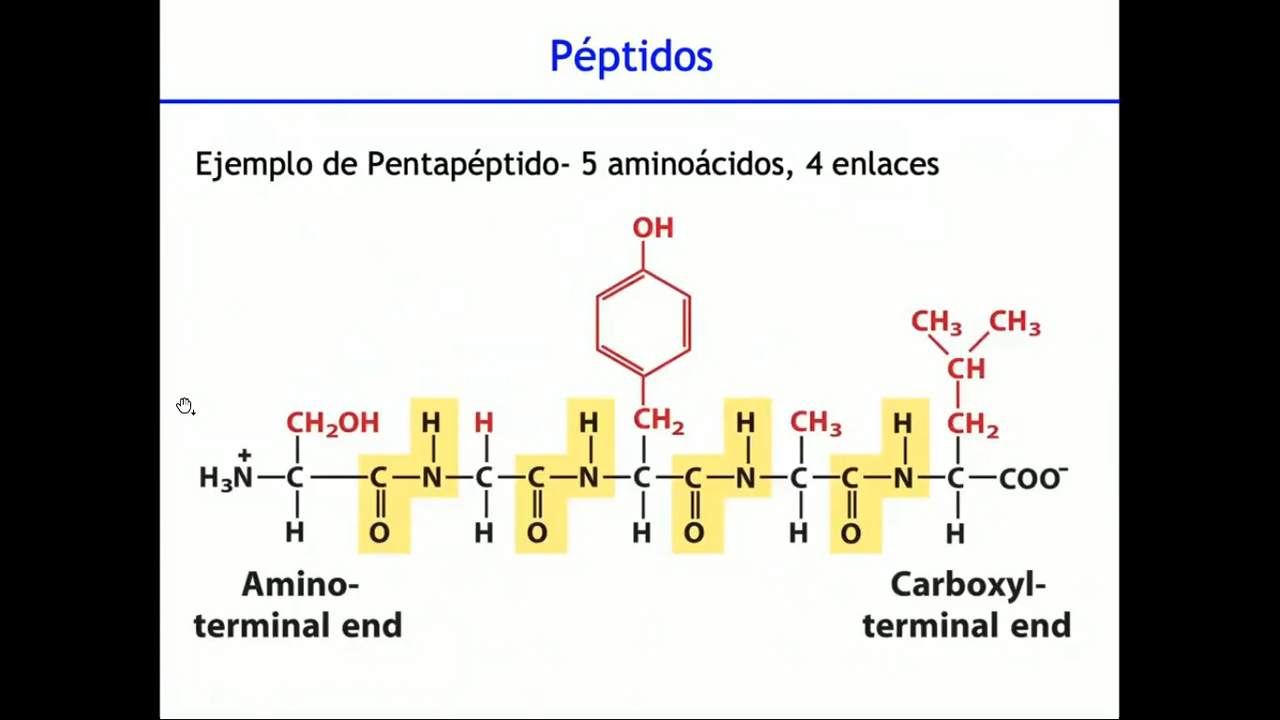 Péptidos
Ejemplo de Pentapéptido- 5 aminoácidos, 4 enlaces
OH
CH₃ CH₃
CH
CH₂OH H H H CH₂ H CH₃ H CH₂
+
H₃N—C—C—N—C—C—N—C—C—N—C—C—N—C—COO⁻
H O H O H O H O H
Amino-
terminal end
Carboxyl-
terminal end